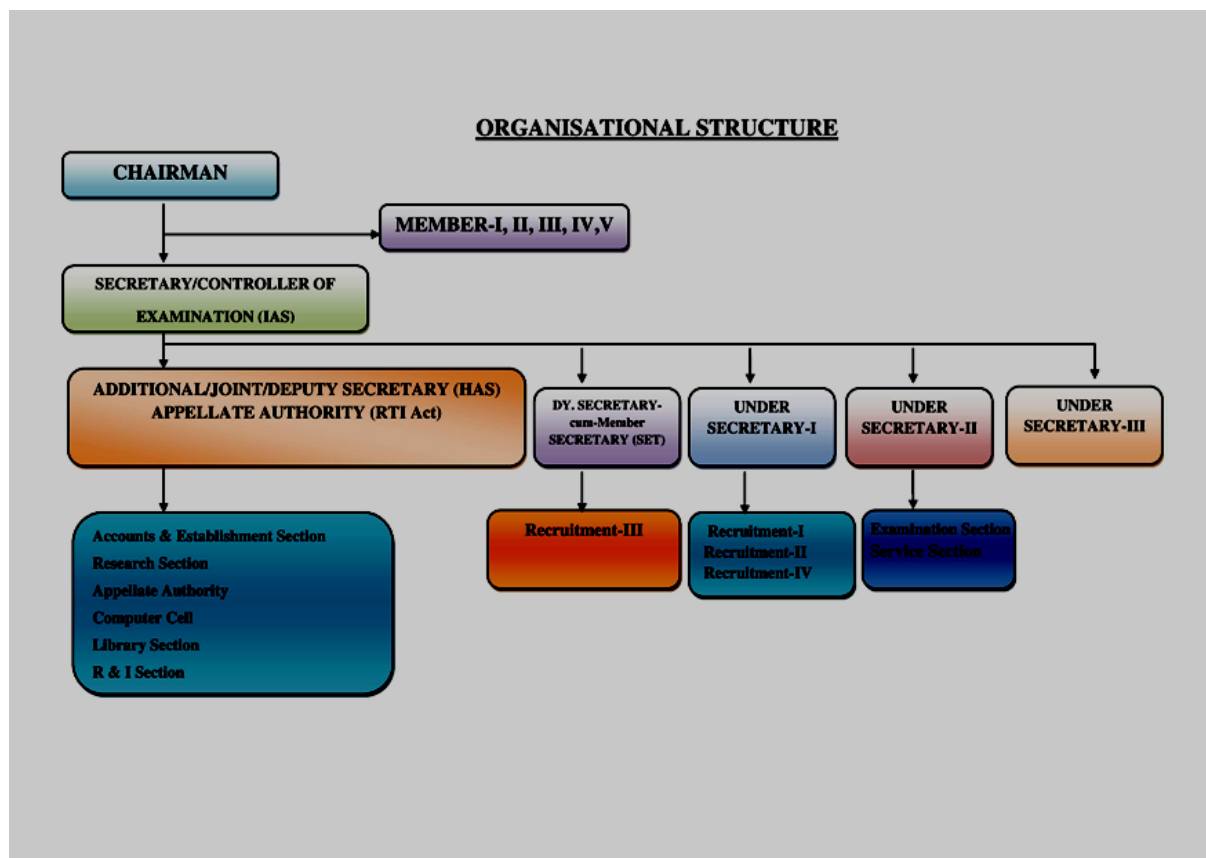 ORGANISATIONAL STRUCTURE
CHAIRMAN
MEMBER-I, II, III, IV,V
SECRETARY/CONTROLLER OF
EXAMINATION (IAS)
ADDITIONAL/JOINT/DEPUTY SECRETARY (HAS)
APPELLATE AUTHORITY (RTI Act)
DY. SECRETARY-
cum-Member
SECRETARY (SET)
UNDER
SECRETARY-I
UNDER
SECRETARY-II
UNDER
SECRETARY-III
Accounts & Establishment Section
Research Section
Appellate Authority
Computer Cell
Library Section
R & I Section
Recruitment-III
Recruitment-I
Recruitment-II
Recruitment-IV
Examination Section
Service Section